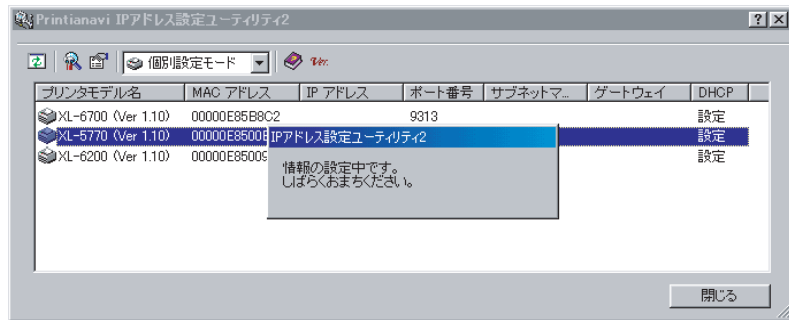 Printianavi IPアドレス設定ユーティリティ2
個別設定モード Ver.
プリンタモデル名 MAC アドレス IP アドレス ポート番号 サブネットマ... ゲートウェイ DHCP
XL-6700 (Ver 1.10) 00000E85B8C2 9313 設定
XL-5770 (Ver 1.10) 00000E8500 設定
XL-6200 (Ver 1.10) 00000E85009 設定
IPアドレス設定ユーティリティ2
情報の設定中です。
しばらくおまちください。
閉じる